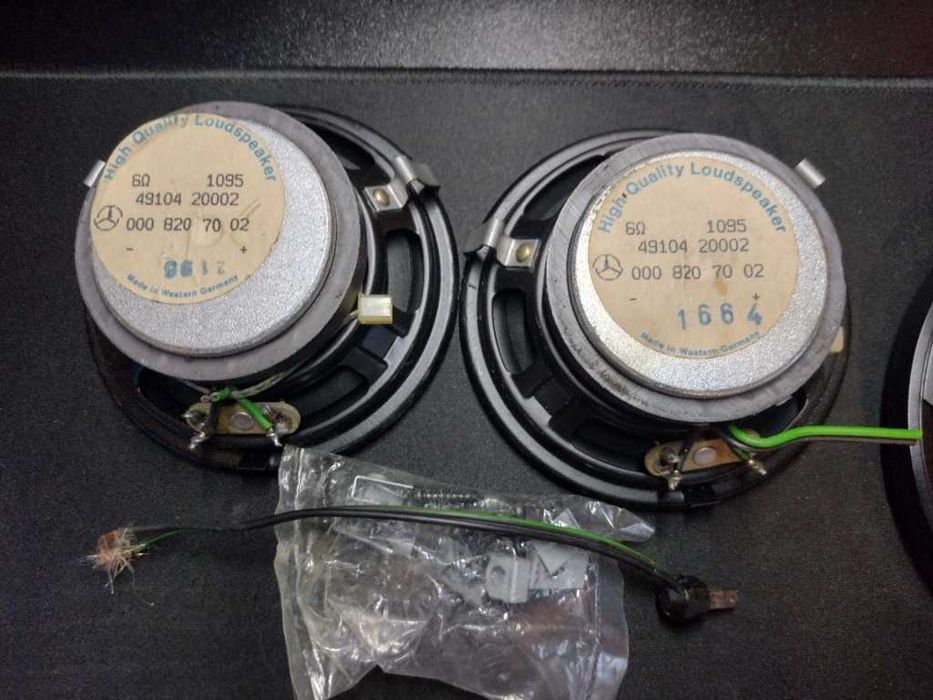 High Quality Loudspeaker
6Ω 1095
49104 20002
000 820 70 02
- +
2196
Made in Western Germany
High Quality Loudspeaker
6Ω 1095
49104 20002
000 820 70 02
- +
1664
Made in Western Germany